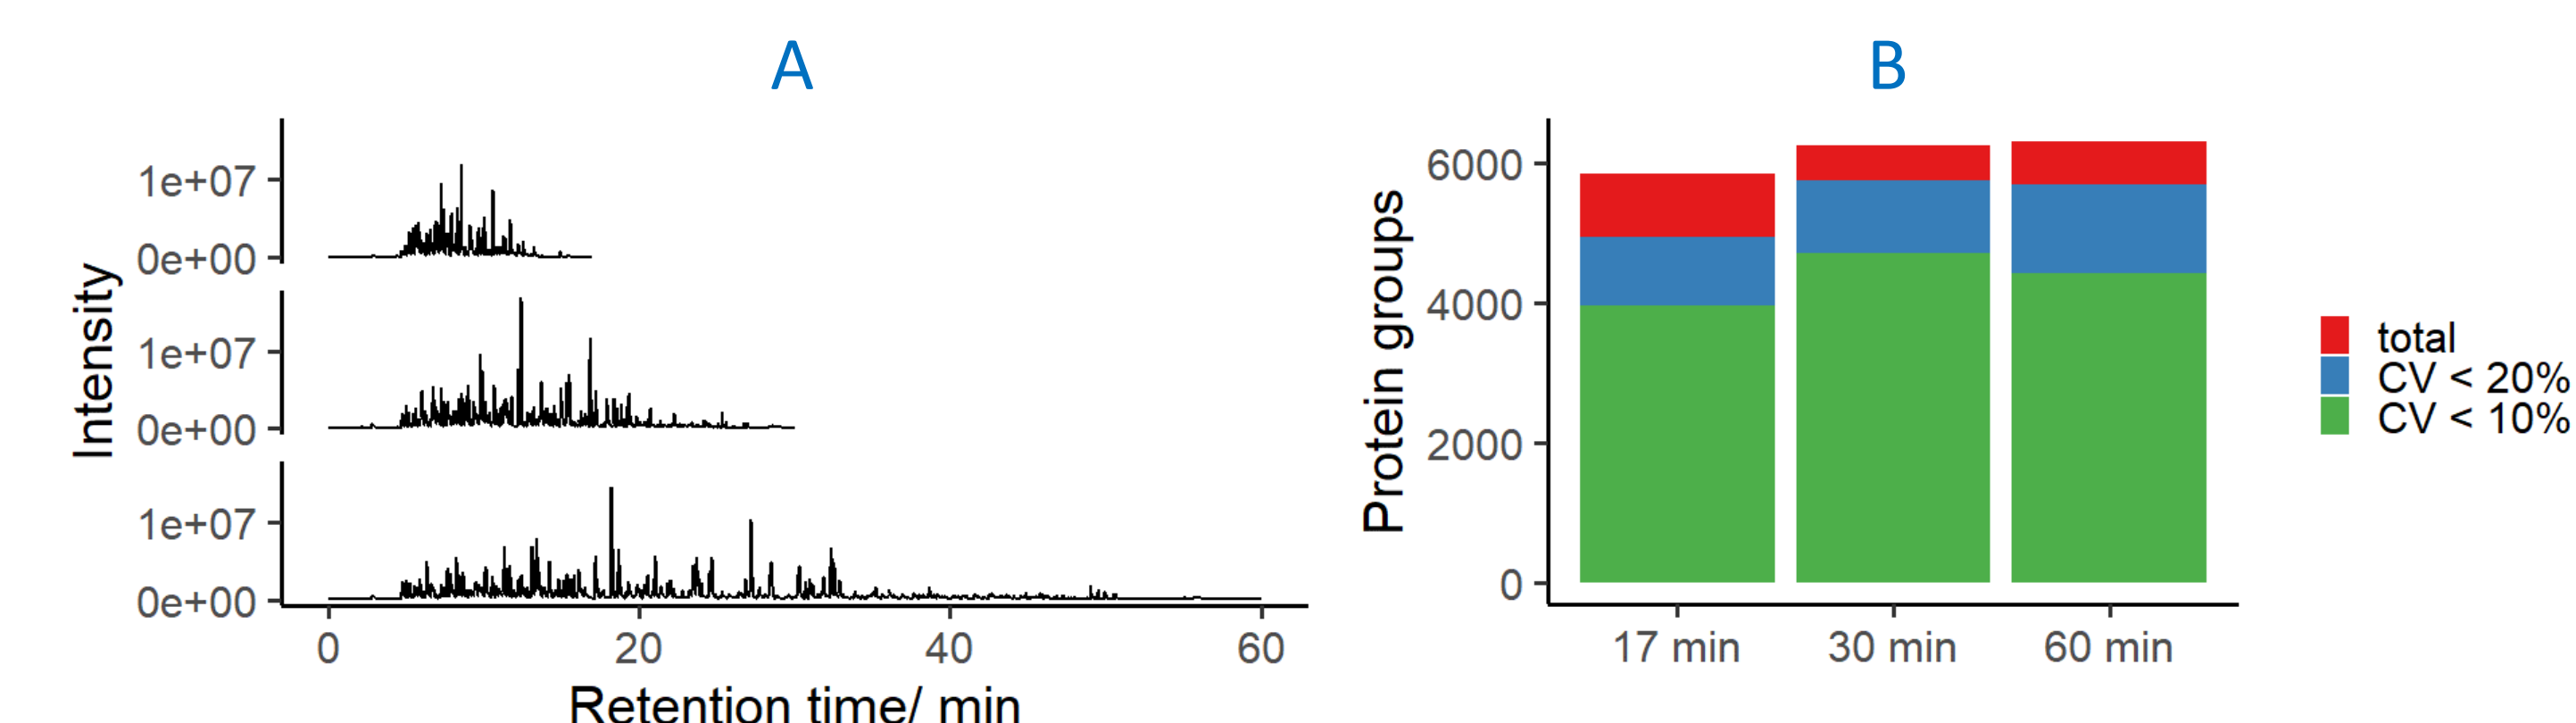 A
B
Intensity
1e+07
0e+00
1e+07
0e+00
1e+07
0e+00
0
20
40
60
Retention time/ min
Protein groups
6000
4000
2000
0
17 min
30 min
60 min
total
CV < 20%
CV < 10%